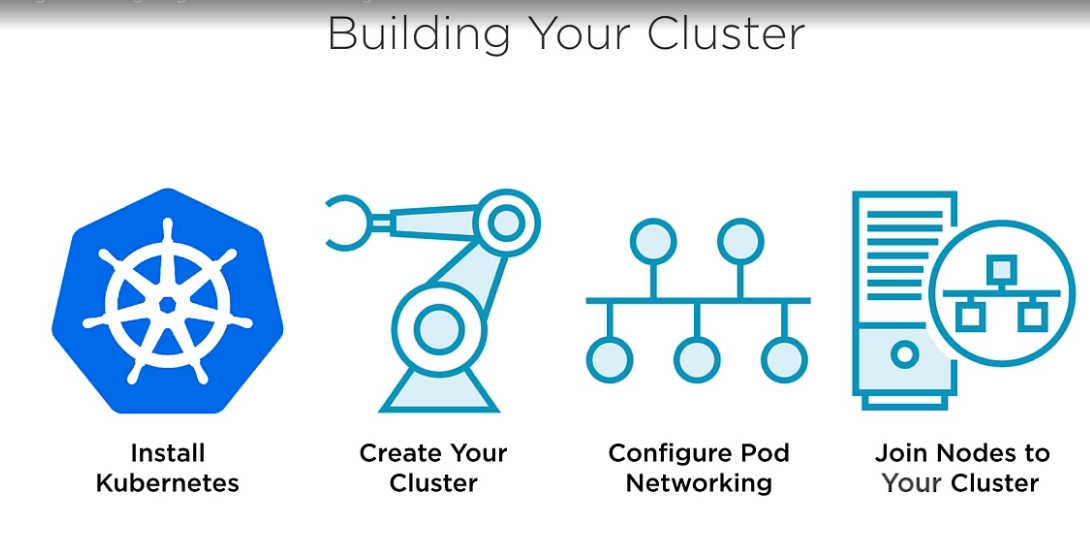 Building Your Cluster
Install
Kubernetes
Create Your
Cluster
Configure Pod
Networking
Join Nodes to
Your Cluster